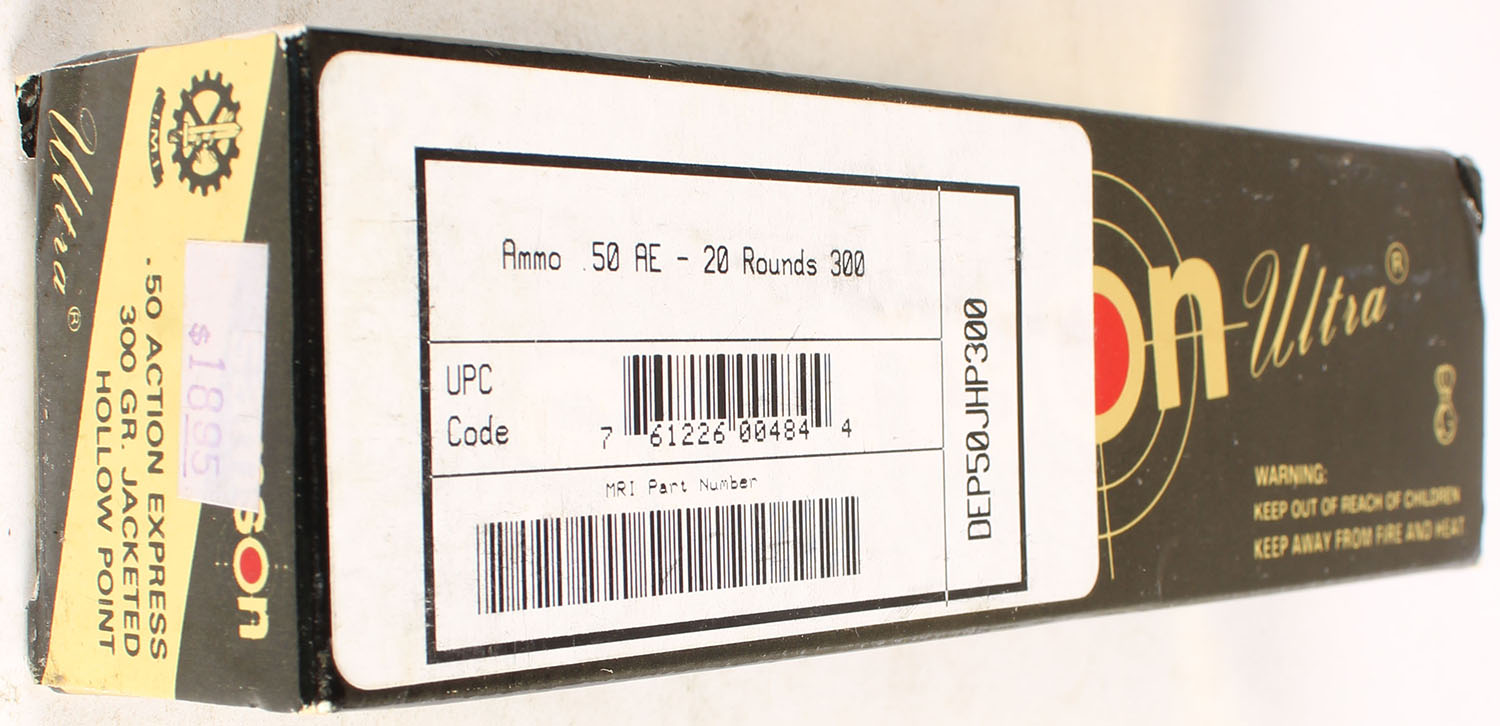 Ultra ®
I.M.I.
.50 ACTION EXPRESS
300 GR. JACKETED
HOLLOW POINT
$18.95
son
Ammo .50 AE - 20 Rounds 300
UPC
Code
7 61226 00484 4
MRI Part Number
DEP50JHP300
on Ultra ®
WARNING:
KEEP OUT OF REACH OF CHILDREN
KEEP AWAY FROM FIRE AND HEAT